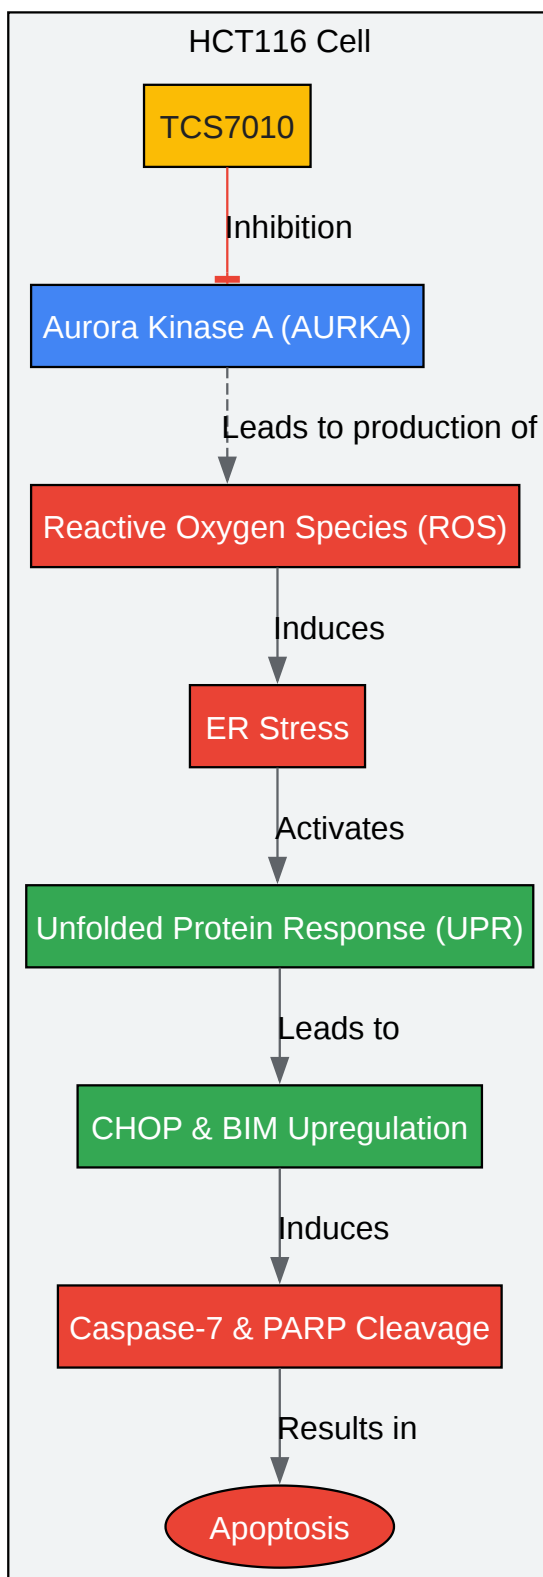 HCT116 Cell
TCS7010
Inhibition
Aurora Kinase A (AURKA)
Leads to production of
Reactive Oxygen Species (ROS)
Induces
ER Stress
Activates
Unfolded Protein Response (UPR)
Leads to
CHOP & BIM Upregulation
Induces
Caspase-7 & PARP Cleavage
Results in
Apoptosis